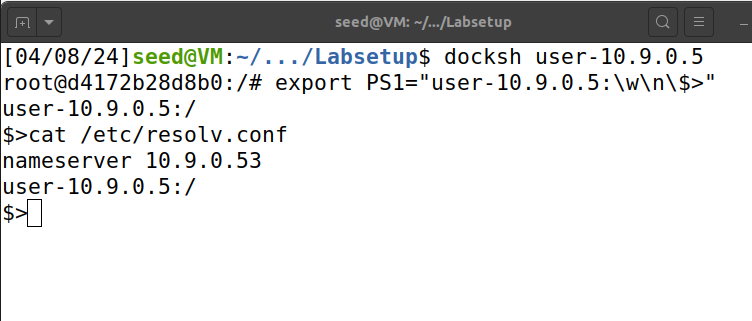 seed@VM: ~/.../Labsetup
[04/08/24]seed@VM:~/.../Labsetup$ docksh user-10.9.0.5
root@d4172b28d8b0:/# export PS1="user-10.9.0.5:\w\n\$>"
user-10.9.0.5:/
$>cat /etc/resolv.conf
nameserver 10.9.0.53
user-10.9.0.5:/
$>